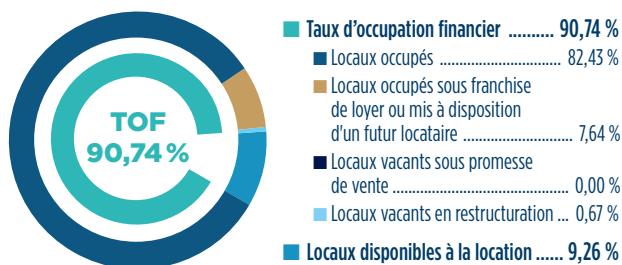 TOF
90,74 %
Taux d'occupation financier .......... 90,74 %
Locaux occupés ................................ 82,43 %
Locaux occupés sous franchise
de loyer ou mis à disposition
d'un futur locataire ............................. 7,64 %
Locaux vacants sous promesse
de vente .............................................. 0,00 %
Locaux vacants en restructuration ... 0,67 %
Locaux disponibles à la location ...... 9,26 %